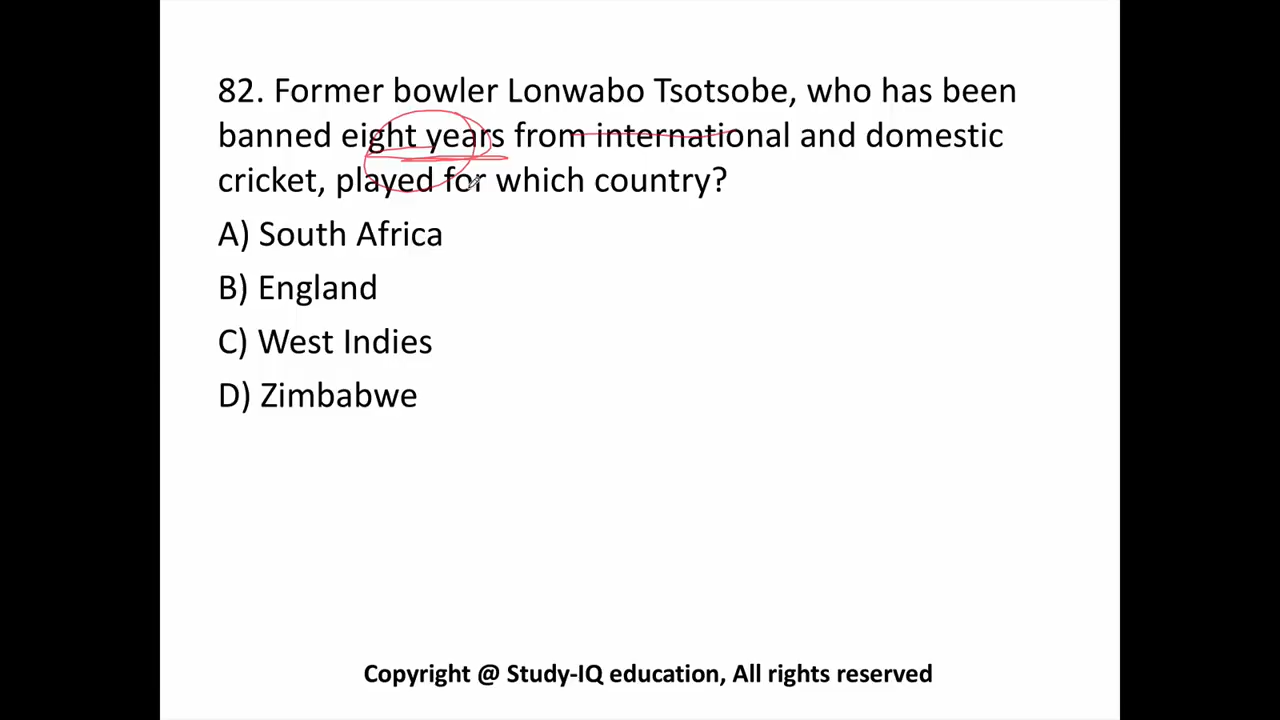 82. Former bowler Lonwabo Tsotsobe, who has been
banned eight years from international and domestic
cricket, played for which country?
A) South Africa
B) England
C) West Indies
D) Zimbabwe
Copyright @ Study-IQ education, All rights reserved